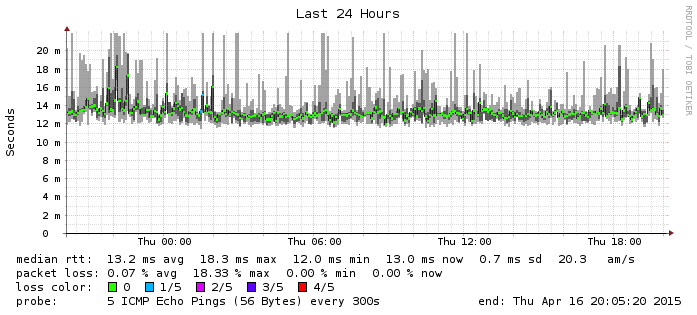 Last 24 Hours
RRDTOOL / TOBI OETIKER
Seconds
20 m
18 m
16 m
14 m
12 m
10 m
8 m
6 m
4 m
2 m
0
Thu 00:00 Thu 06:00 Thu 12:00 Thu 18:00
median rtt: 13.2 ms avg 18.3 ms max 12.0 ms min 13.0 ms now 0.7 ms sd 20.3 am/s
packet loss: 0.07 % avg 18.33 % max 0.00 % min 0.00 % now
loss color: 0 1/5 2/5 3/5 4/5
probe: 5 ICMP Echo Pings (56 Bytes) every 300s end: Thu Apr 16 20:05:20 2015